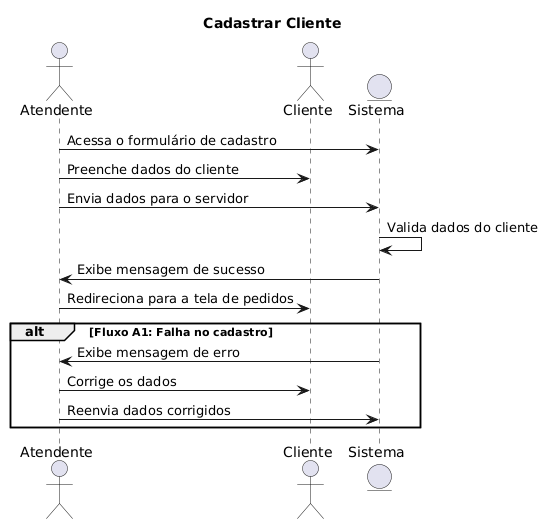 Cadastrar Cliente
Atendente
Cliente
Sistema
Acessa o formulário de cadastro
Preenche dados do cliente
Envia dados para o servidor
Valida dados do cliente
Exibe mensagem de sucesso
Redireciona para a tela de pedidos
alt
[Fluxo A1: Falha no cadastro]
Exibe mensagem de erro
Corrige os dados
Reenvia dados corrigidos
Atendente
Cliente
Sistema